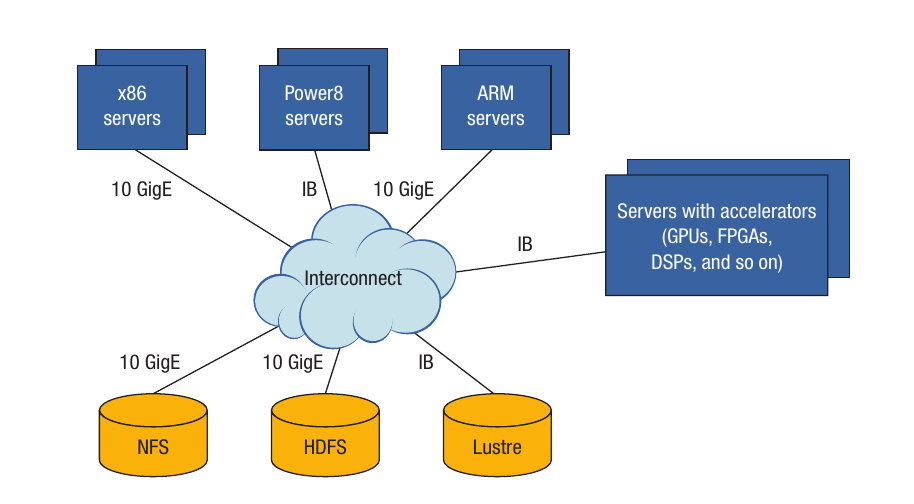 x86
servers
Power8
servers
ARM
servers
10 GigE
IB
10 GigE
Servers with accelerators
(GPUs, FPGAs,
DSPs, and so on)
IB
Interconnect
10 GigE
10 GigE
IB
NFS
HDFS
Lustre